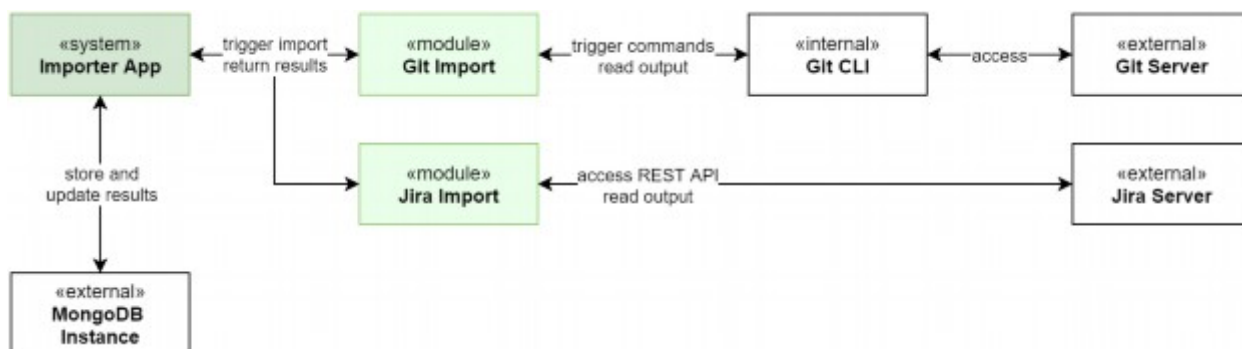 «system»
Importer App
trigger import
return results
«module»
Git Import
trigger commands
read output
«internal»
Git CLI
access
«external»
Git Server
«module»
Jira Import
access REST API
read output
«external»
Jira Server
store and
update results
«external»
MongoDB
Instance